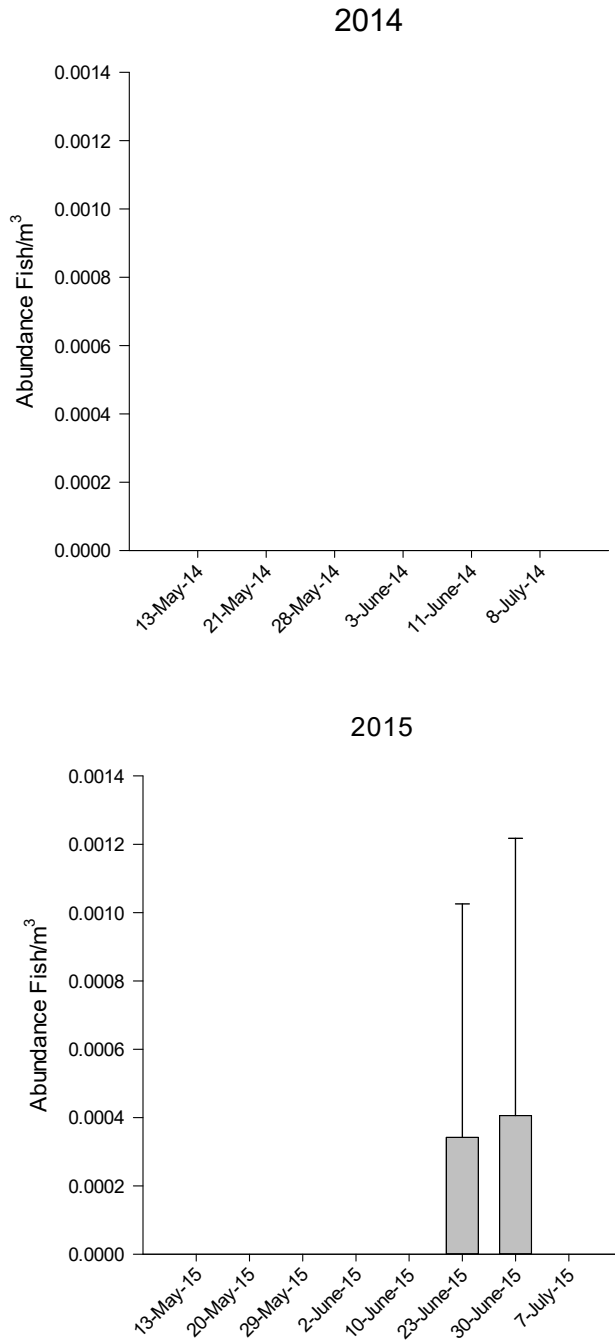 2014
0.0014
0.0012
0.0010
0.0008
0.0006
0.0004
0.0002
0.0000
Abundance Fish/m³
13-May-14
21-May-14
28-May-14
3-June-14
11-June-14
8-July-14
2015
0.0014
0.0012
0.0010
0.0008
0.0006
0.0004
0.0002
0.0000
Abundance Fish/m³
13-May-15
20-May-15
29-May-15
2-June-15
10-June-15
23-June-15
30-June-15
7-July-15